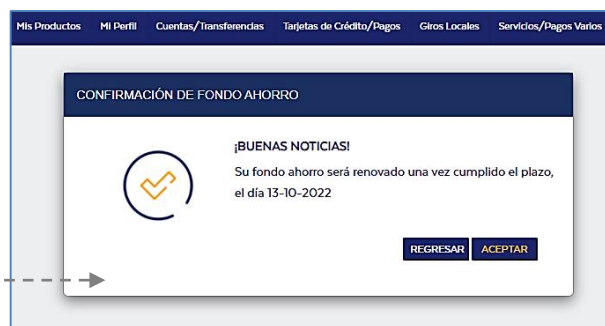 Mis Productos Mi Perfil Cuentas/Transferencias Tarjetas de Crédito/Pagos Giros Locales Servicios/Pagos Varios
CONFIRMACIÓN DE FONDO AHORRO
¡BUENAS NOTICIAS!
Su fondo ahorro será renovado una vez cumplido el plazo,
el día 13-10-2022
REGRESAR ACEPTAR